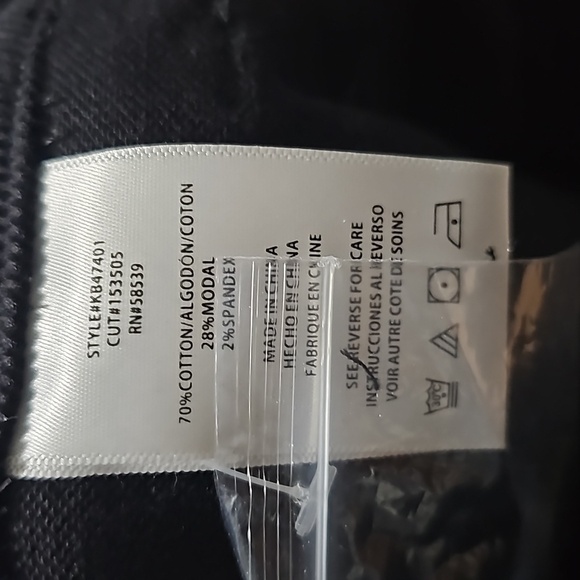 STYLE#KB47401
CUT#153505
RN#58539
70%COTTON/ALGODÓN/COTON
28%MODAL
2%SPANDEX
MADE IN CHINA
HECHO EN CHINA
FABRIQUE EN CHINE
SEE REVERSE FOR CARE
INSTRUCCIONES AL REVERSO
VOIR AUTRE COTE DE SOINS